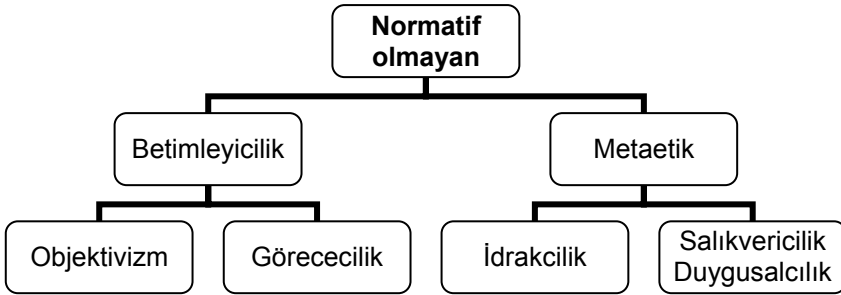 Normatif
olmayan
Betimleyicilik
Metaetik
Objektivizm
Görececilik
İdrakcilik
Salıkvericilik
Duygusalcılık